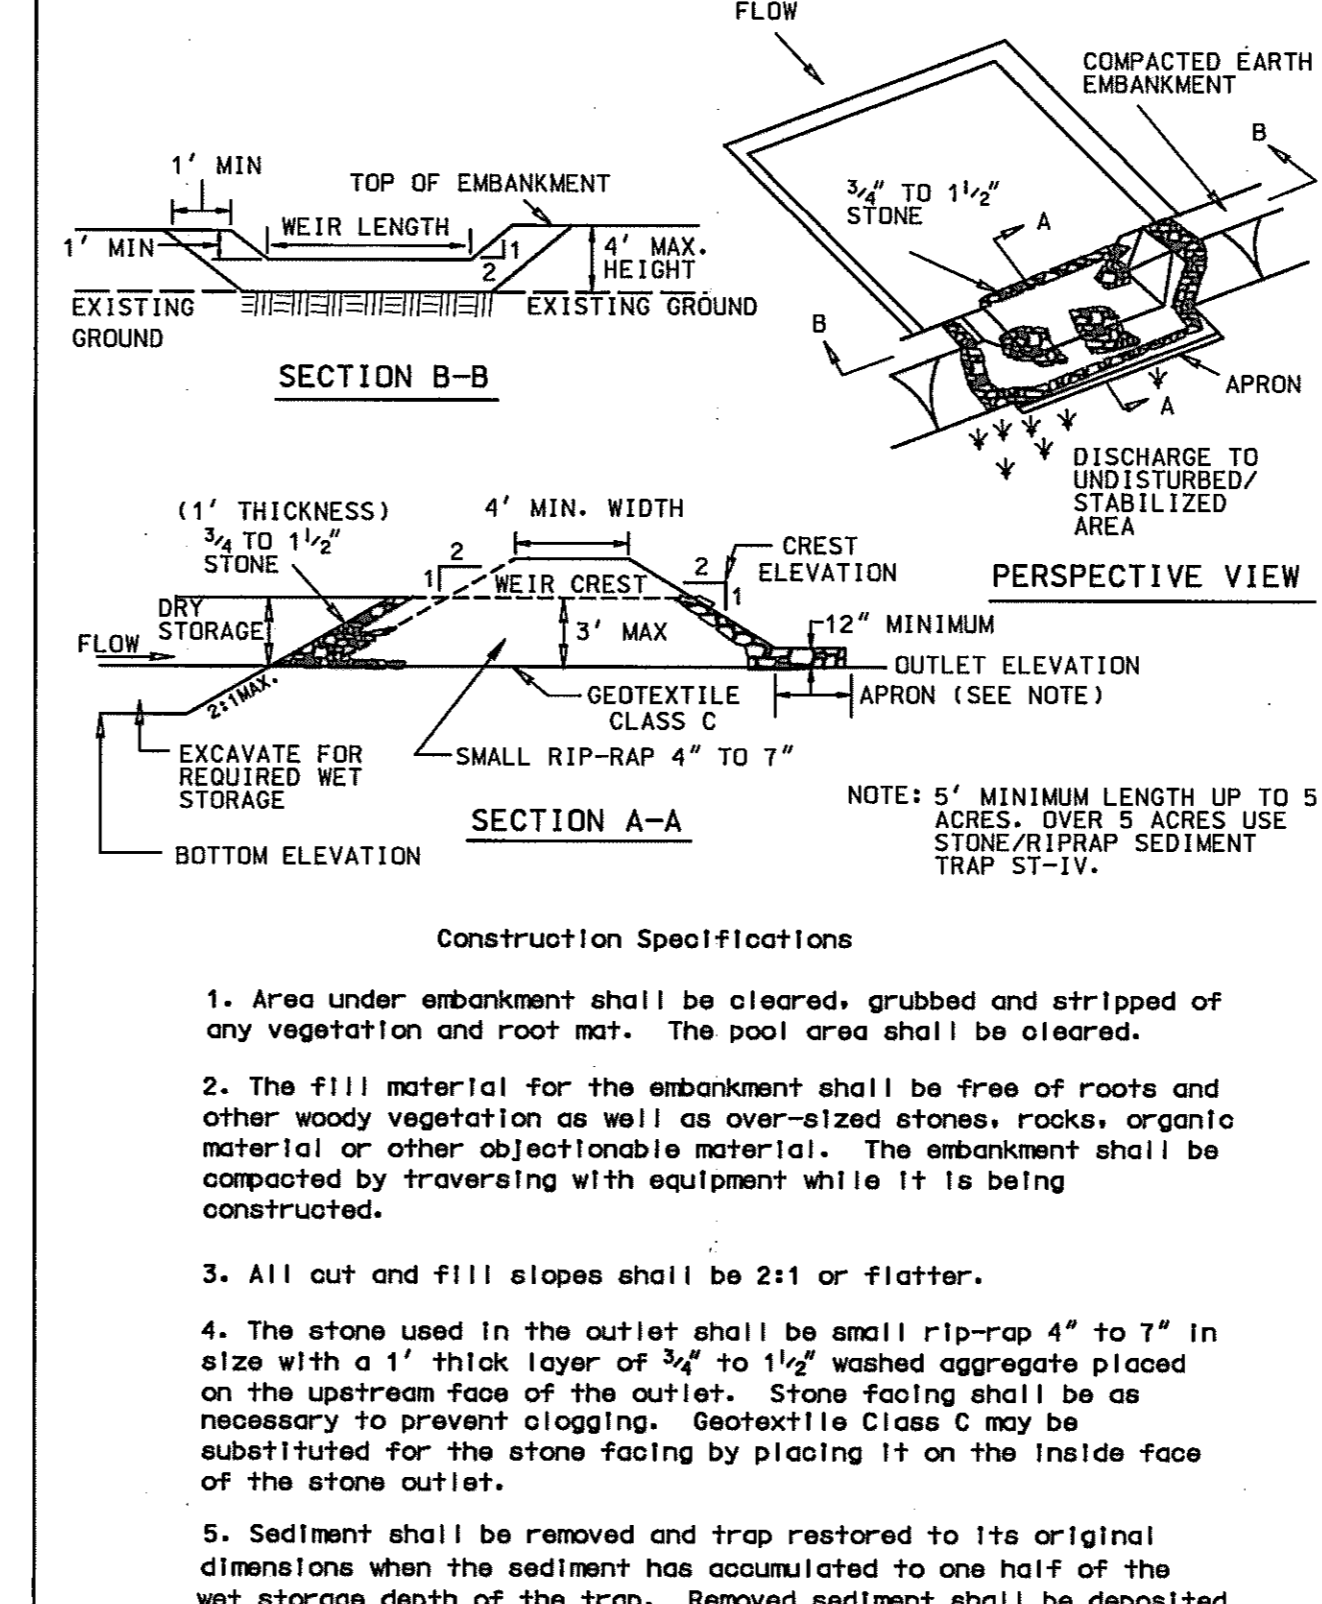 FLOW
COMPACTED EARTH
EMBANKMENT
B
1' MIN
TOP OF EMBANKMENT
3/4" TO 1 1/2"
STONE
A
WEIR LENGTH
1' MIN
1
2
4' MAX.
HEIGHT
EXISTING
GROUND
EXISTING GROUND
B
SECTION B-B
APRON
A
DISCHARGE TO
UNDISTURBED/
STABILIZED
AREA
PERSPECTIVE VIEW
(1' THICKNESS)
3/4 TO 1 1/2"
STONE
4' MIN. WIDTH
2
1
WEIR CREST
2
1
CREST
ELEVATION
DRY
STORAGE
FLOW
3' MAX
12" MINIMUM
OUTLET ELEVATION
2:1 MAX.
GEOTEXTILE
CLASS C
APRON (SEE NOTE)
EXCAVATE FOR
REQUIRED WET
STORAGE
SMALL RIP-RAP 4" TO 7"
SECTION A-A
BOTTOM ELEVATION
NOTE: 5' MINIMUM LENGTH UP TO 5
ACRES. OVER 5 ACRES USE
STONE/RIPRAP SEDIMENT
TRAP ST-IV.
Construction Specifications
1. Area under embankment shall be cleared, grubbed and stripped of
any vegetation and root mat. The pool area shall be cleared.
2. The fill material for the embankment shall be free of roots and
other woody vegetation as well as over-sized stones, rocks, organic
material or other objectionable material. The embankment shall be
compacted by traversing with equipment while it is being
constructed.
3. All cut and fill slopes shall be 2:1 or flatter.
4. The stone used in the outlet shall be small rip-rap 4" to 7" in
size with a 1' thick layer of 3/4" to 1 1/2" washed aggregate placed
on the upstream face of the outlet. Stone facing shall be as
necessary to prevent clogging. Geotextile Class C may be
substituted for the stone facing by placing it on the inside face
of the stone outlet.
5. Sediment shall be removed and trap restored to its original
dimensions when the sediment has accumulated to one half of the
wet storage depth of the trap. Removed sediment shall be deposited